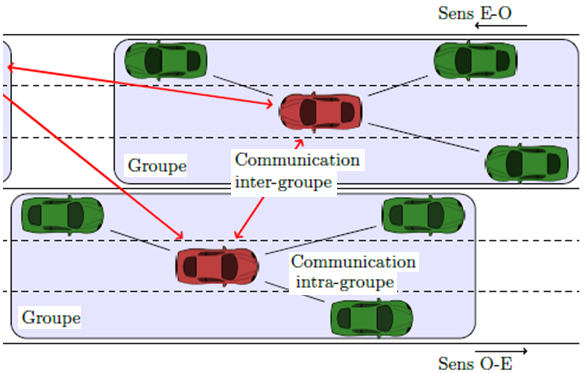 Sens E-O
Groupe
Communication
inter-groupe
Communication
intra-groupe
Groupe
Sens O-E